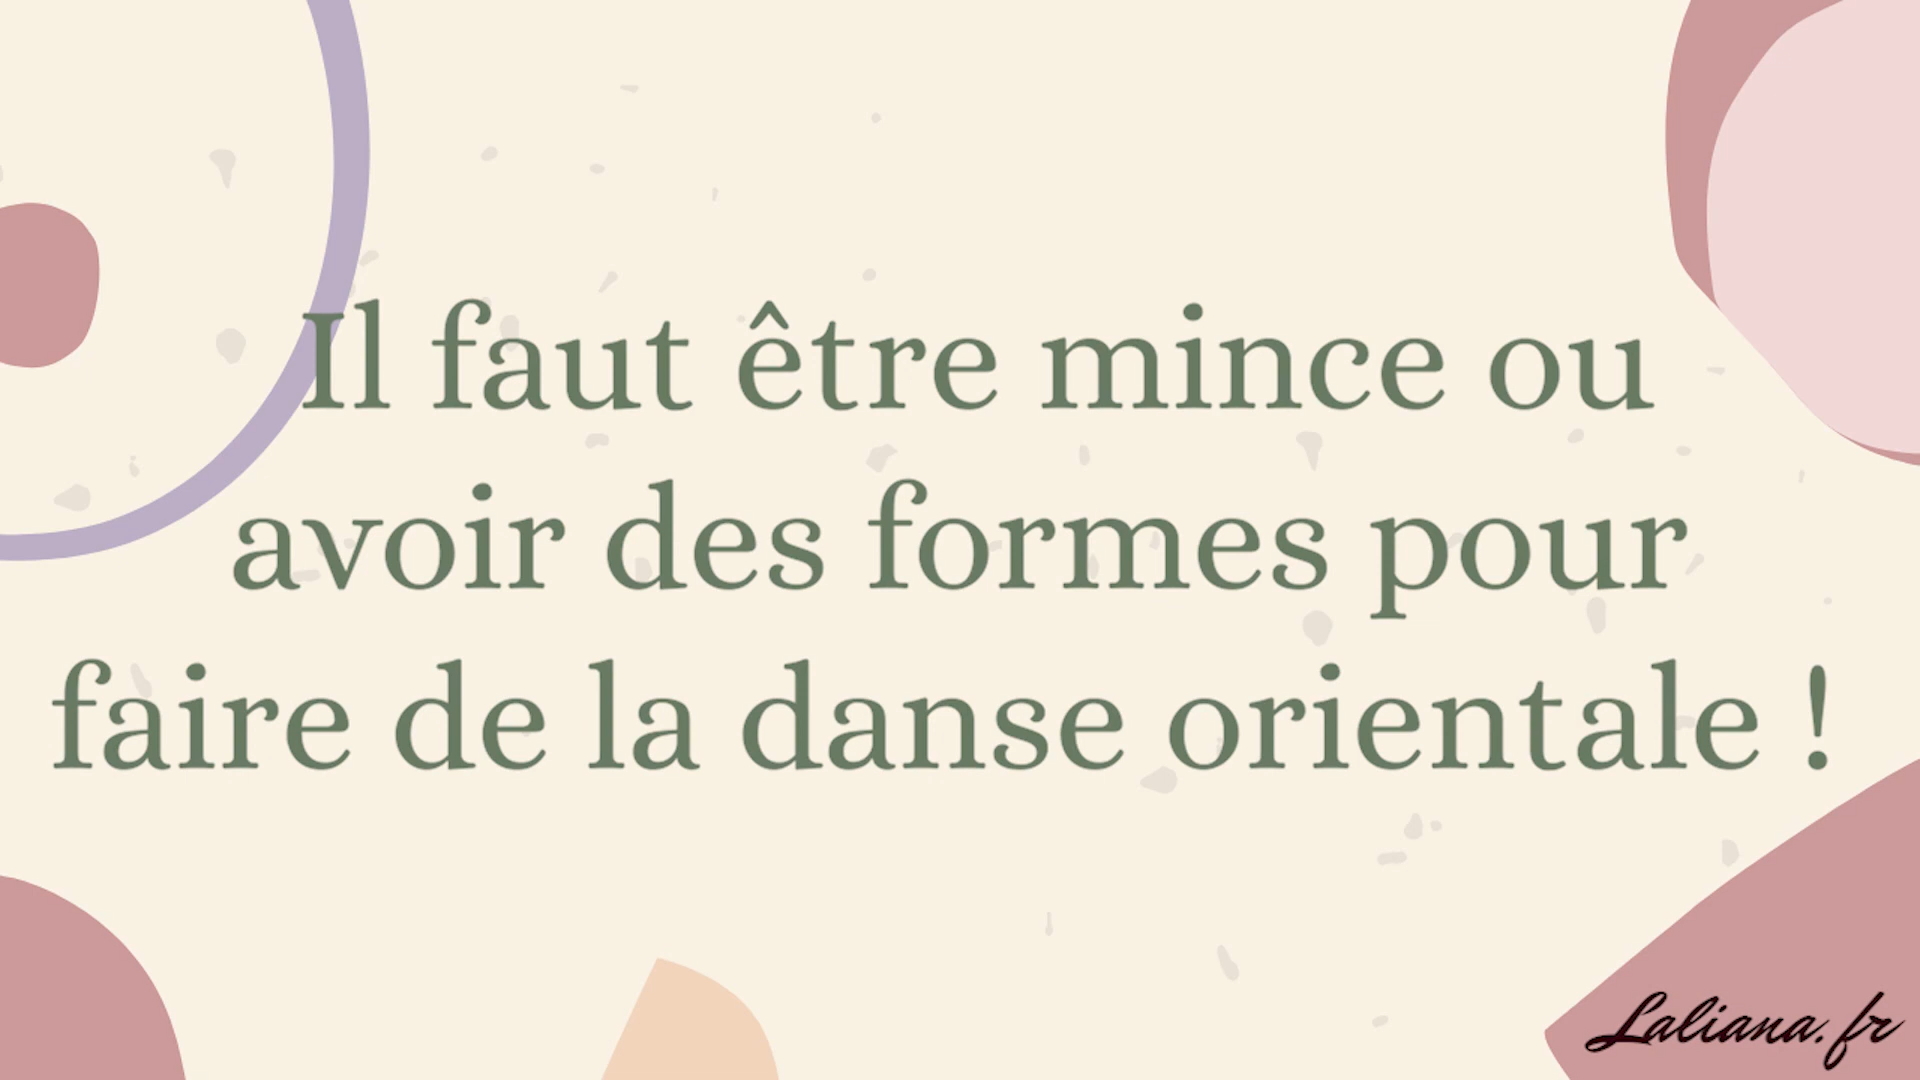 Il faut être mince ou
avoir des formes pour
faire de la danse orientale !
Laliana.fr